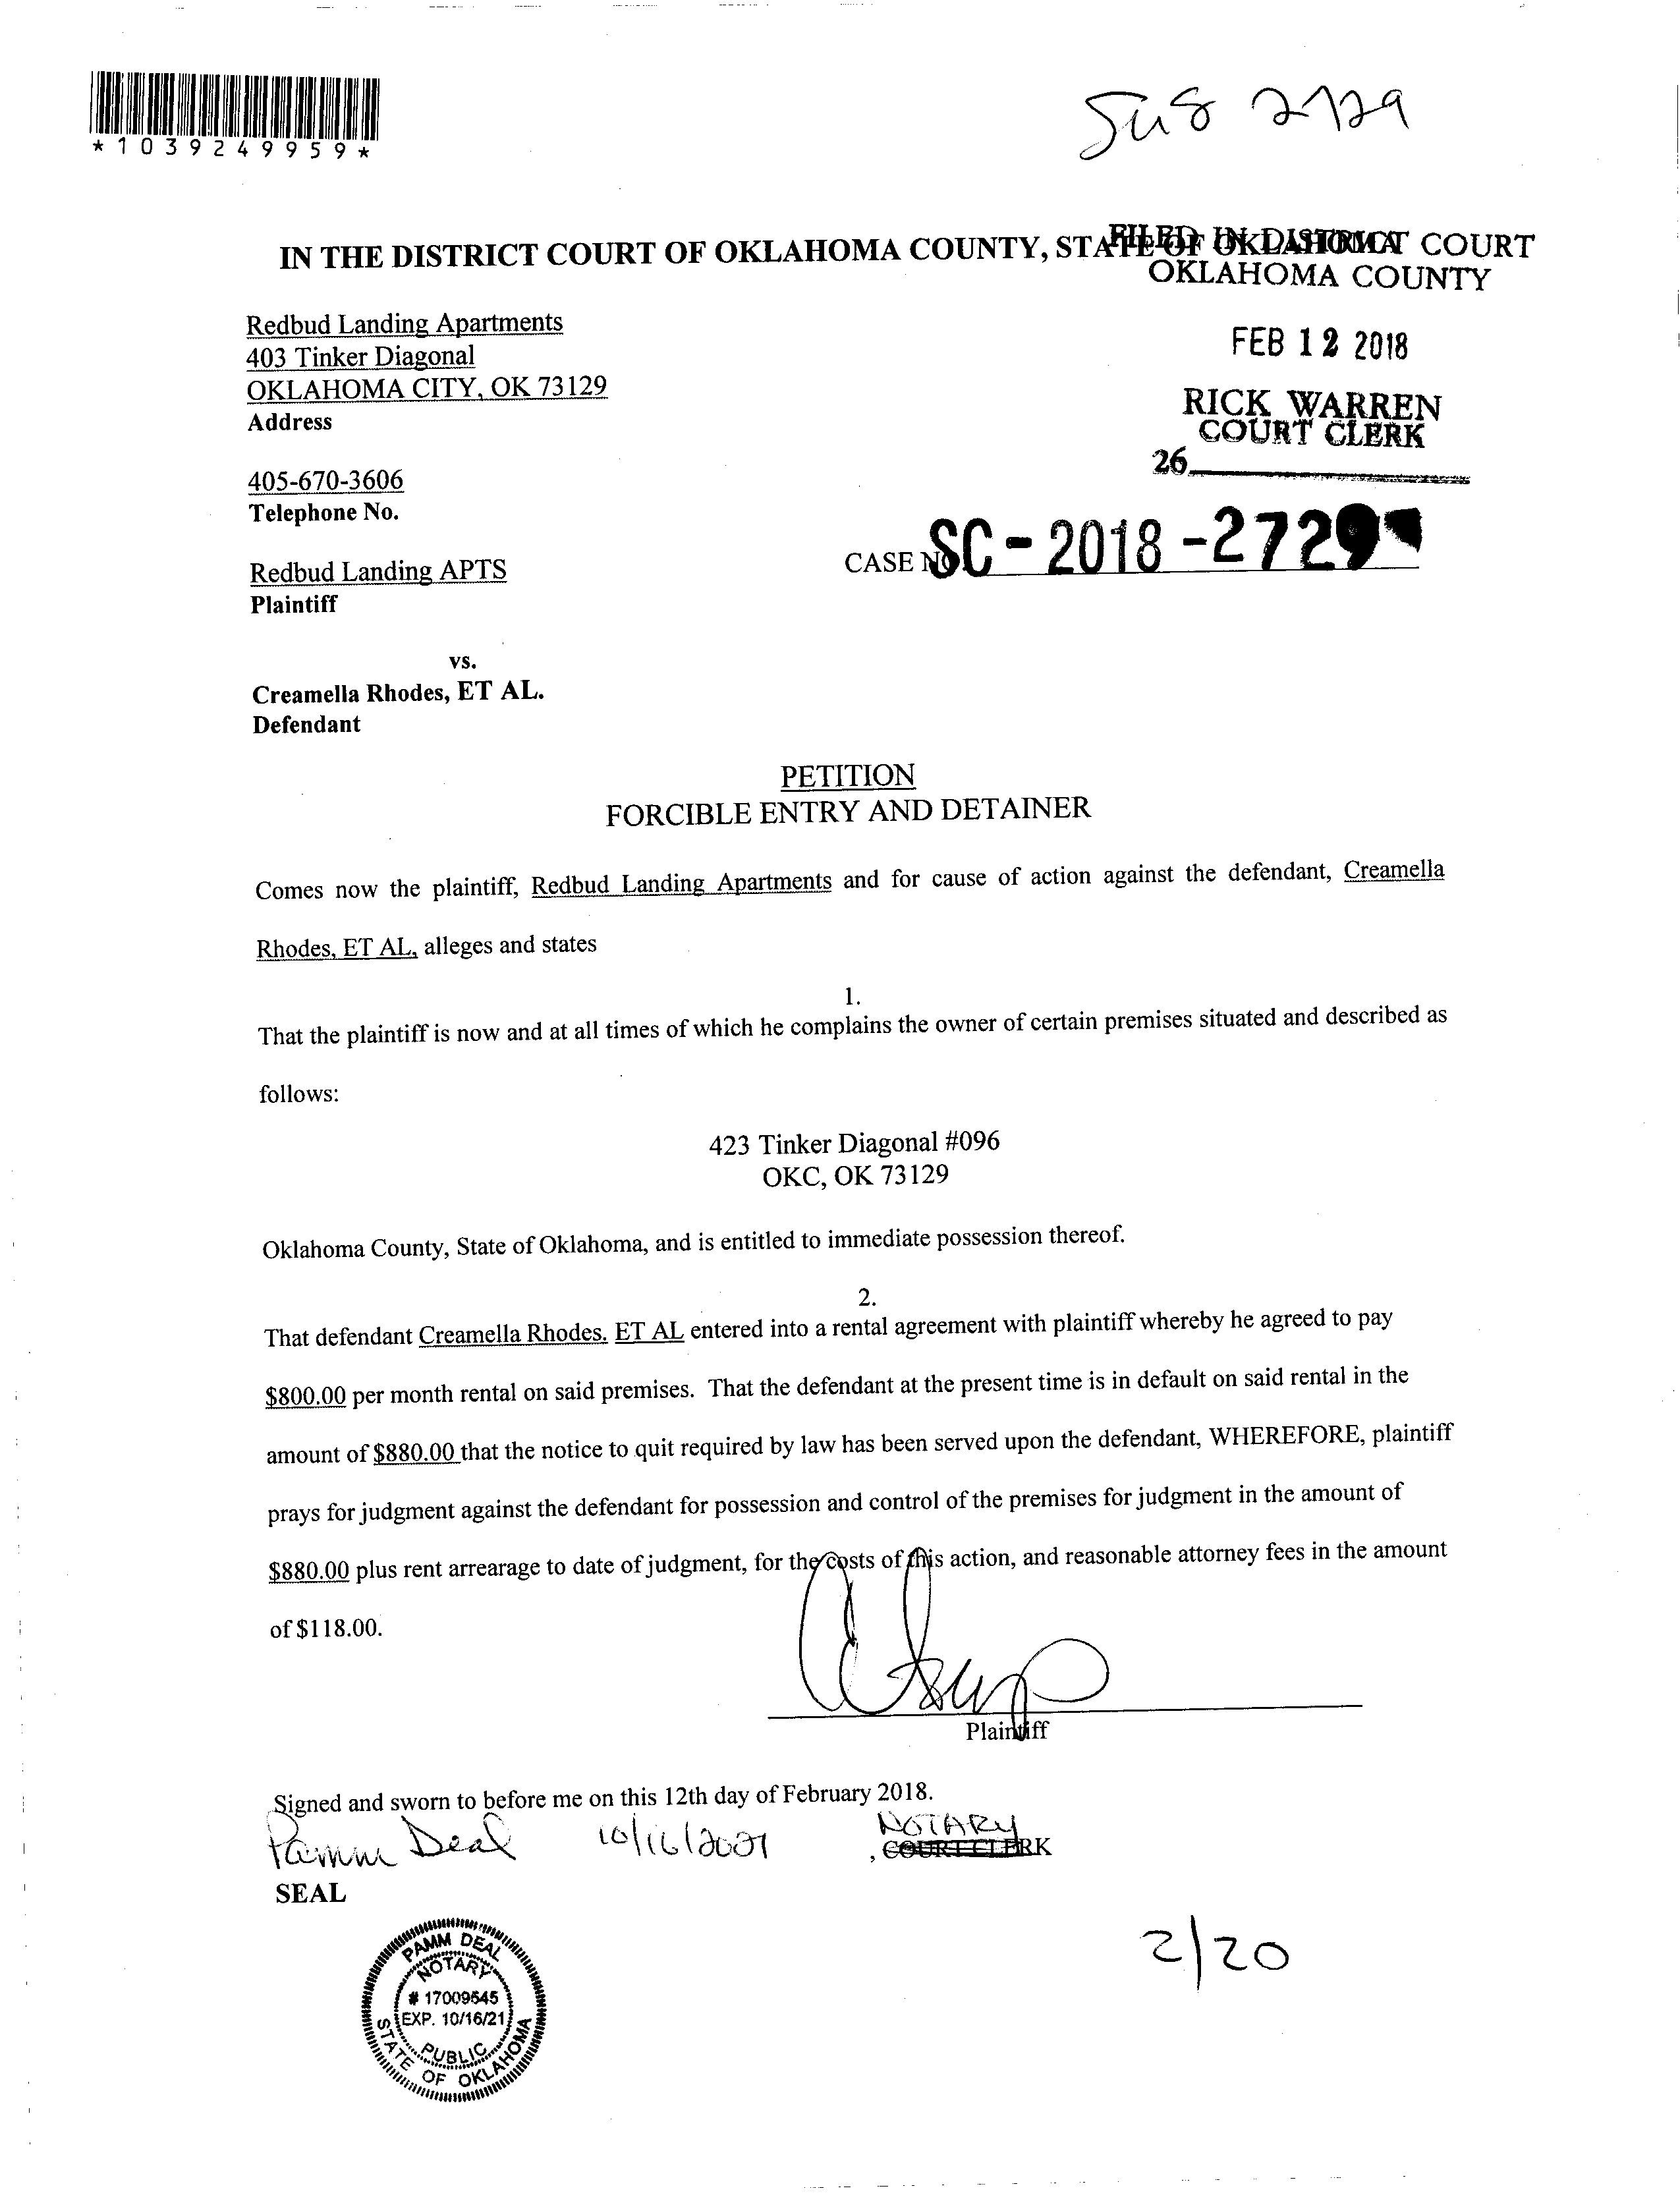 *1039249959*
IN THE DISTRICT COURT OF OKLAHOMA COUNTY, STATE OF OKLAHOMA
FILED IN DISTRICT COURT
OKLAHOMA COUNTY
FEB 12 2018
RICK WARREN
COURT CLERK
26
Redbud Landing Apartments
403 Tinker Diagonal
OKLAHOMA CITY, OK 73129
Address
405-670-3606
Telephone No.
CASE NO. SC-2018-2729
Redbud Landing APTS
Plaintiff
vs.
Creamella Rhodes, ET AL.
Defendant
PETITION
FORCIBLE ENTRY AND DETAINER
Comes now the plaintiff, Redbud Landing Apartments and for cause of action against the defendant, Creamella
Rhodes, ET AL, alleges and states
1.
That the plaintiff is now and at all times of which he complains the owner of certain premises situated and described as
follows:
423 Tinker Diagonal #096
OKC, OK 73129
Oklahoma County, State of Oklahoma, and is entitled to immediate possession thereof.
2.
That defendant Creamella Rhodes. ET AL entered into a rental agreement with plaintiff whereby he agreed to pay
$800.00 per month rental on said premises. That the defendant at the present time is in default on said rental in the
amount of $880.00 that the notice to quit required by law has been served upon the defendant, WHEREFORE, plaintiff
prays for judgment against the defendant for possession and control of the premises for judgment in the amount of
$880.00 plus rent arrearage to date of judgment, for the costs of this action, and reasonable attorney fees in the amount
of $118.00.
Plaintiff
Signed and sworn to before me on this 12th day of February 2018.
Pamm Deal 10/16/2021 NOTARY
, COURT CLERK
SEAL
PAMM DEAL
NOTARY
# 17009545
EXP. 10/16/21
PUBLIC
STATE OF OKLAHOMA
2/20